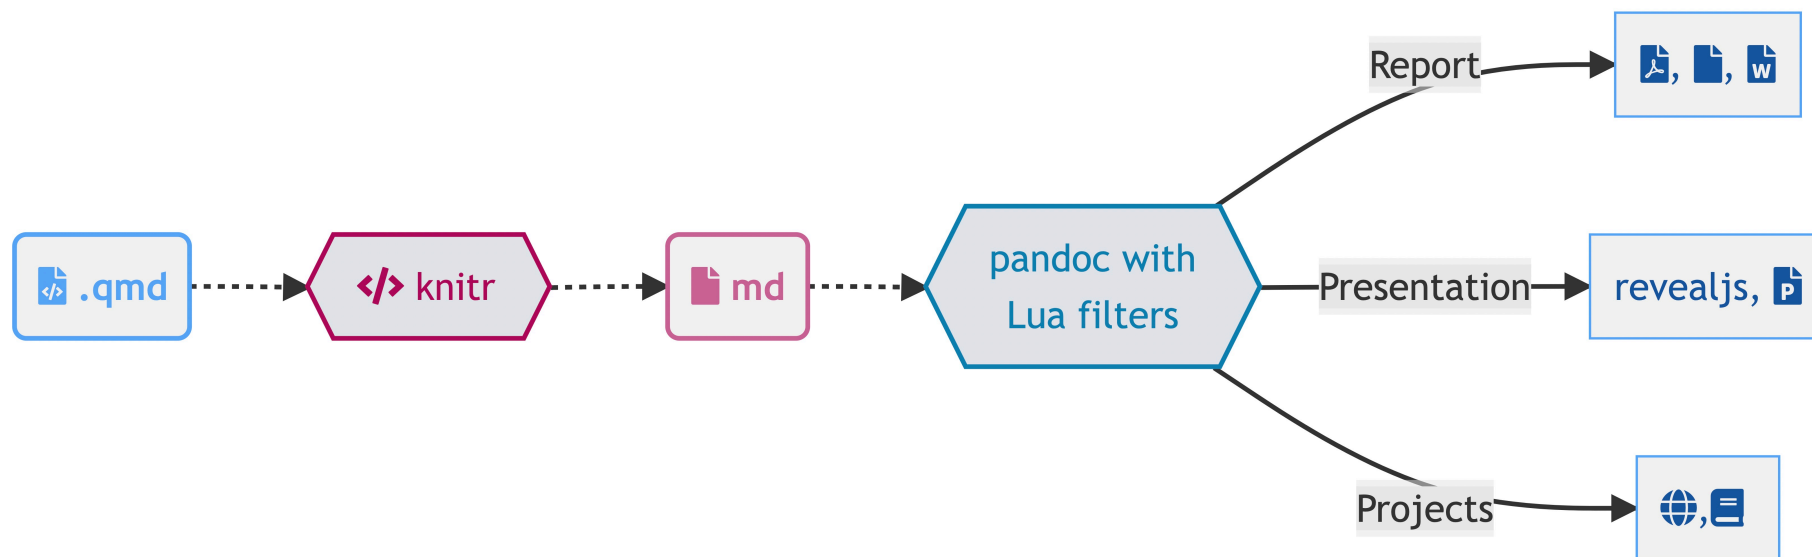 .qmd
knitr
md
pandoc with
Lua filters
Report
, , W
Presentation
revealjs, P
Projects
,